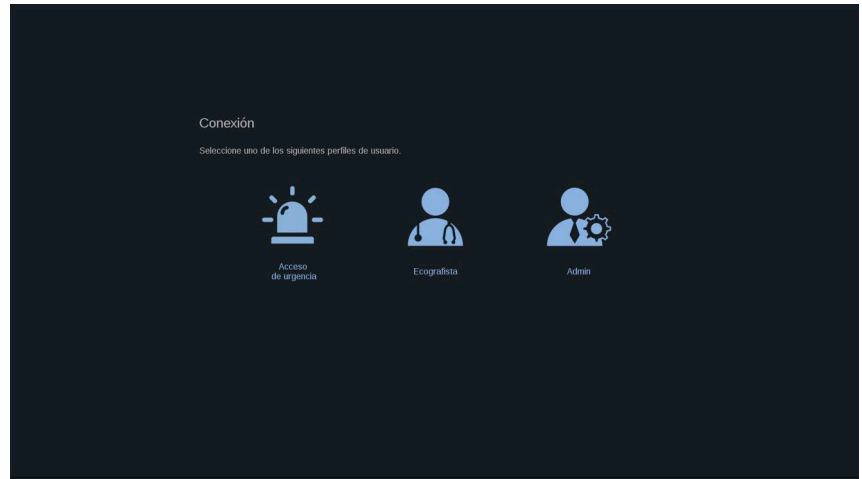 Conexión
Seleccione uno de los siguientes perfiles de usuario.
Acceso
de urgencia
Ecografista
Admin